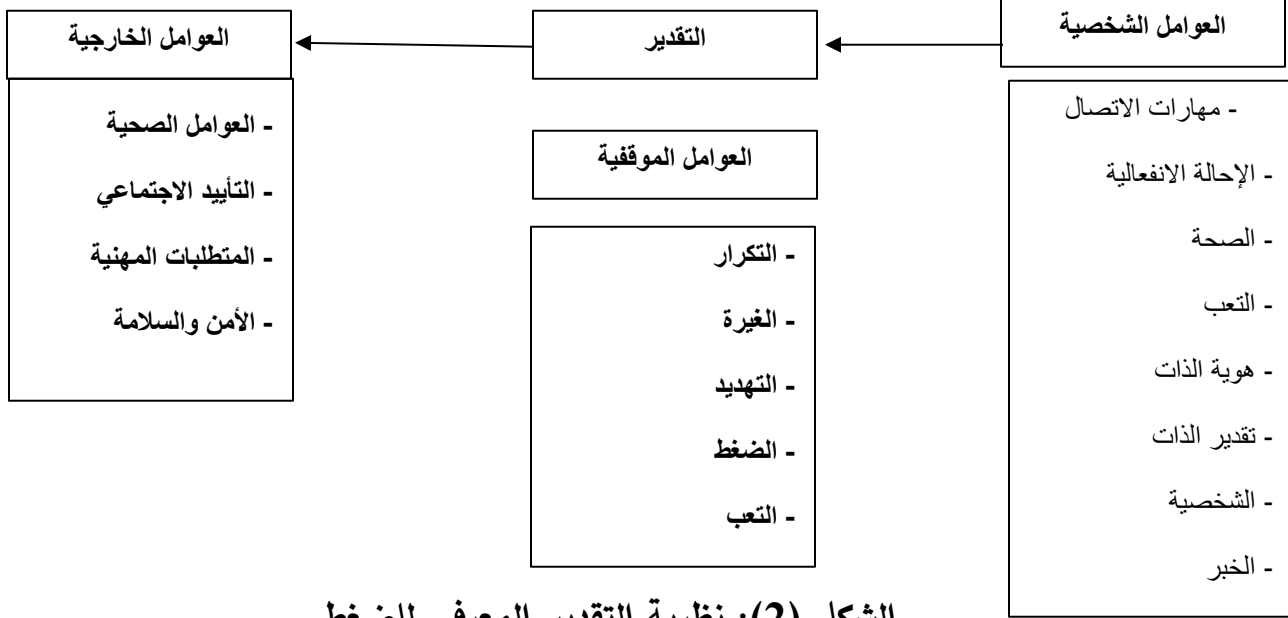 العوامل الشخصية
- مهارات الاتصال
- الإحالة الانفعالية
- الصحة
- التعب
- هوية الذات
- تقدير الذات
- الشخصية
- الخبر
التقدير
العوامل الموقفية
- التكرار
- الغيرة
- التهديد
- الضغط
- التعب
العوامل الخارجية
- العوامل الصحية
- التأييد الاجتماعي
- المتطلبات المهنية
- الأمن والسلامة
الشكل (2): نظرية التقدير المعرفي للضغط